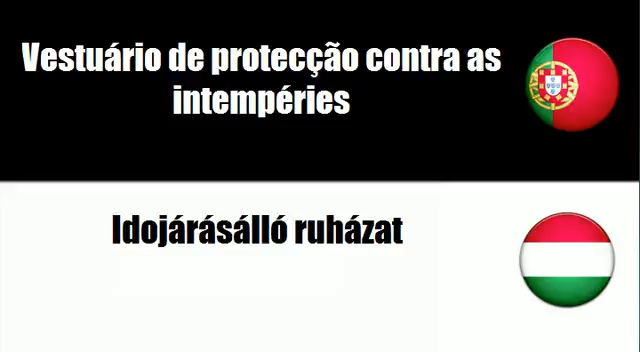 Vestuário de protecção contra as
intempéries
Idojárásálló ruházat